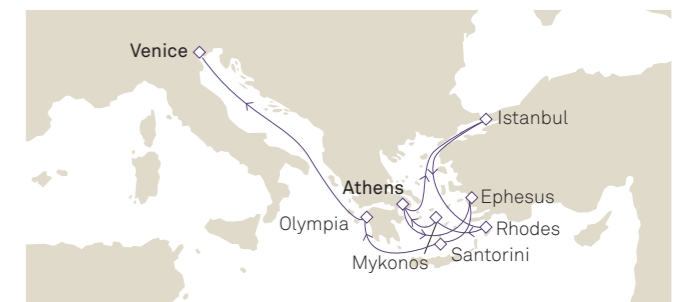 Venice
Istanbul
Athens
Ephesus
Olympia
Rhodes
Santorini
Mykonos